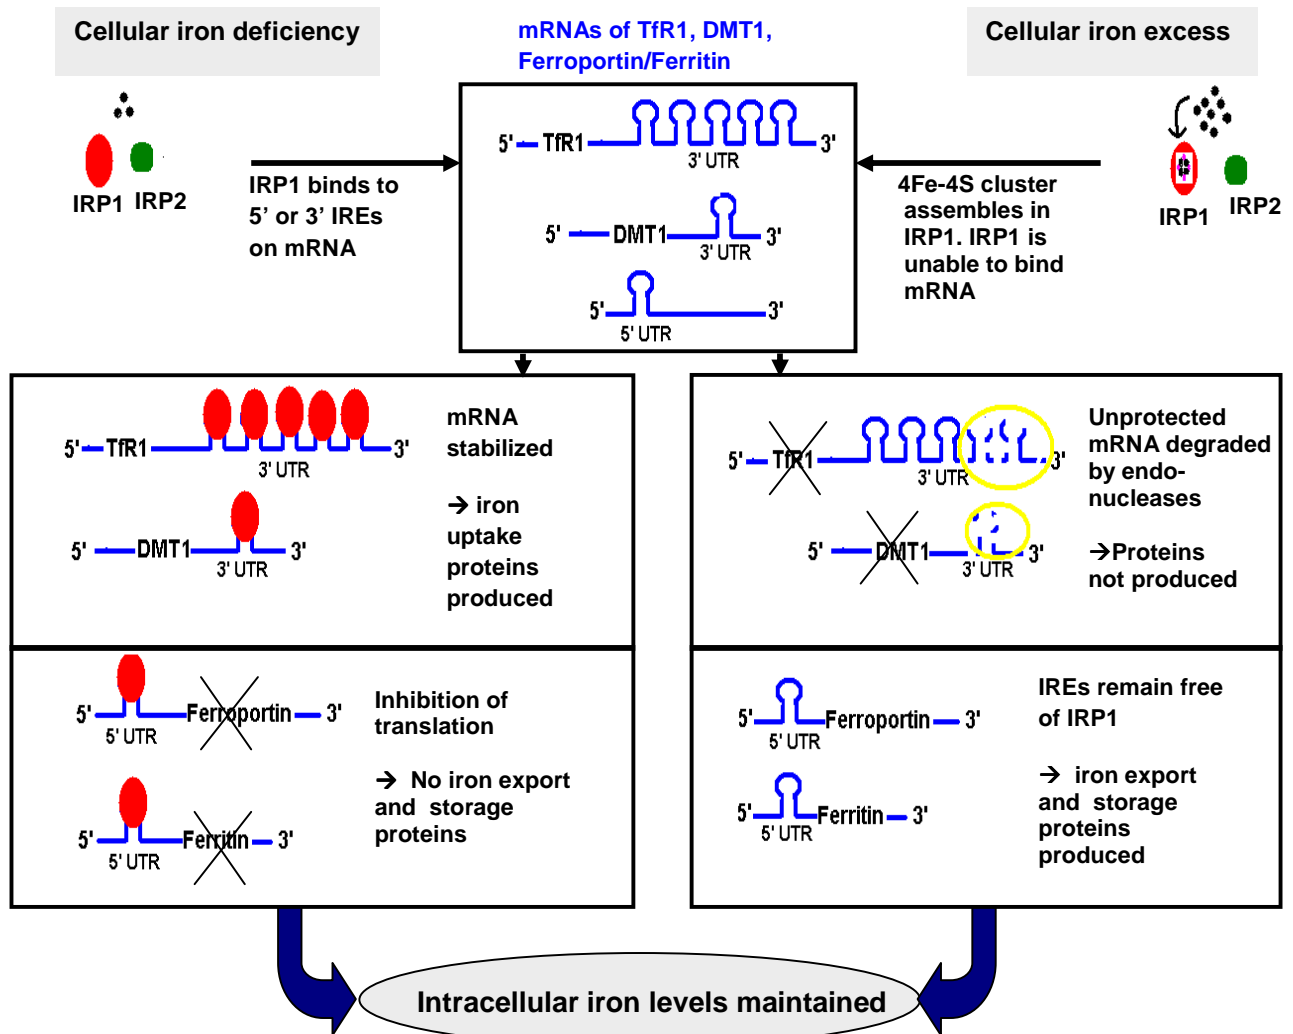 Cellular iron deficiency
mRNAs of TfR1, DMT1,
Ferroportin/Ferritin
Cellular iron excess
IRP1 IRP2
IRP1 binds to
5’ or 3’ IREs
on mRNA
5' TfR1 3'
3' UTR
5' DMT1 3'
3' UTR
5' 3'
5' UTR
4Fe-4S cluster
assembles in
IRP1. IRP1 is
unable to bind
mRNA
IRP1 IRP2
5' TfR1 3'
3' UTR
5' DMT1 3'
3' UTR
mRNA
stabilized
→ iron
uptake
proteins
produced
5' TfR1 3'
3' UTR
5' DMT1 3'
3' UTR
Unprotected
mRNA degraded
by endo-
nucleases
→Proteins
not produced
5' Ferroportin 3'
5' UTR
5' Ferritin 3'
5' UTR
Inhibition of
translation
→ No iron export
and storage
proteins
5' Ferroportin 3'
5' UTR
5' Ferritin 3'
5' UTR
IREs remain free
of IRP1
→ iron export
and storage
proteins
produced
Intracellular iron levels maintained